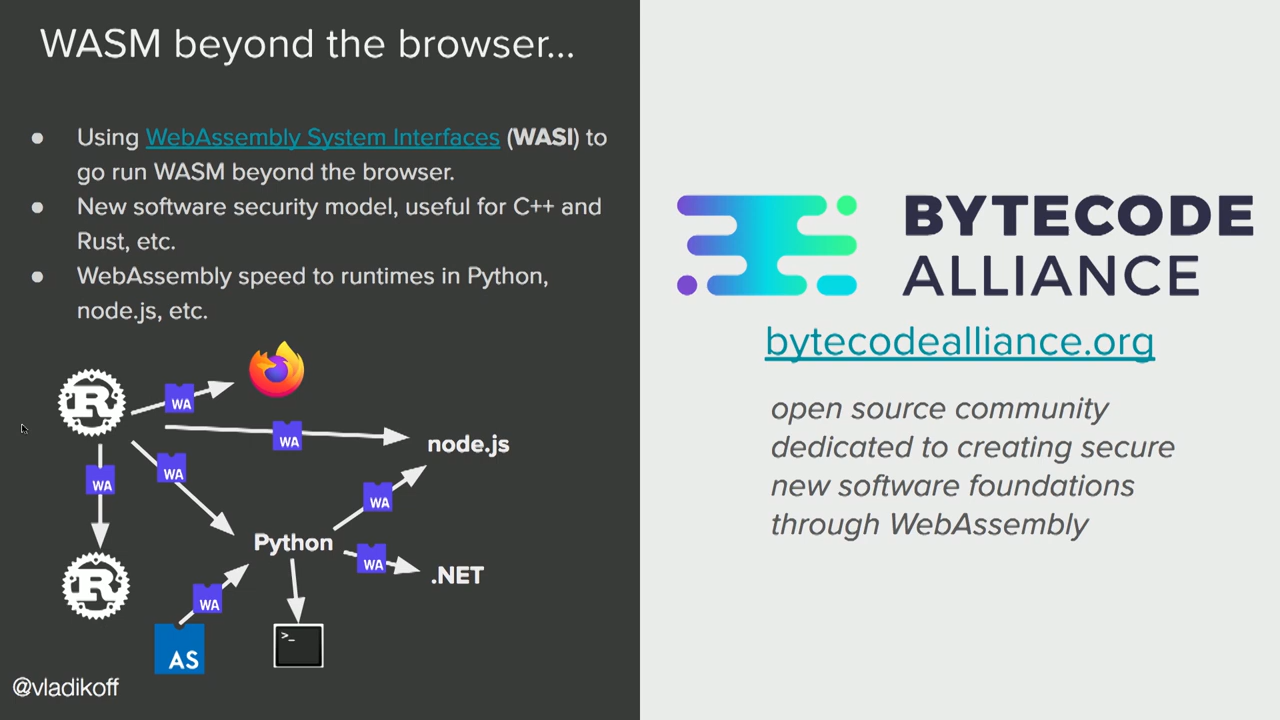 WASM beyond the browser...
● Using WebAssembly System Interfaces (WASI) to
go run WASM beyond the browser.
● New software security model, useful for C++ and
Rust, etc.
● WebAssembly speed to runtimes in Python,
node.js, etc.
R
WA
WA
node.js
WA
WA
WA
Python
WA
.NET
R
WA
>_
AS
@vladikoff
BYTECODE
ALLIANCE
bytecodealliance.org
open source community
dedicated to creating secure
new software foundations
through WebAssembly